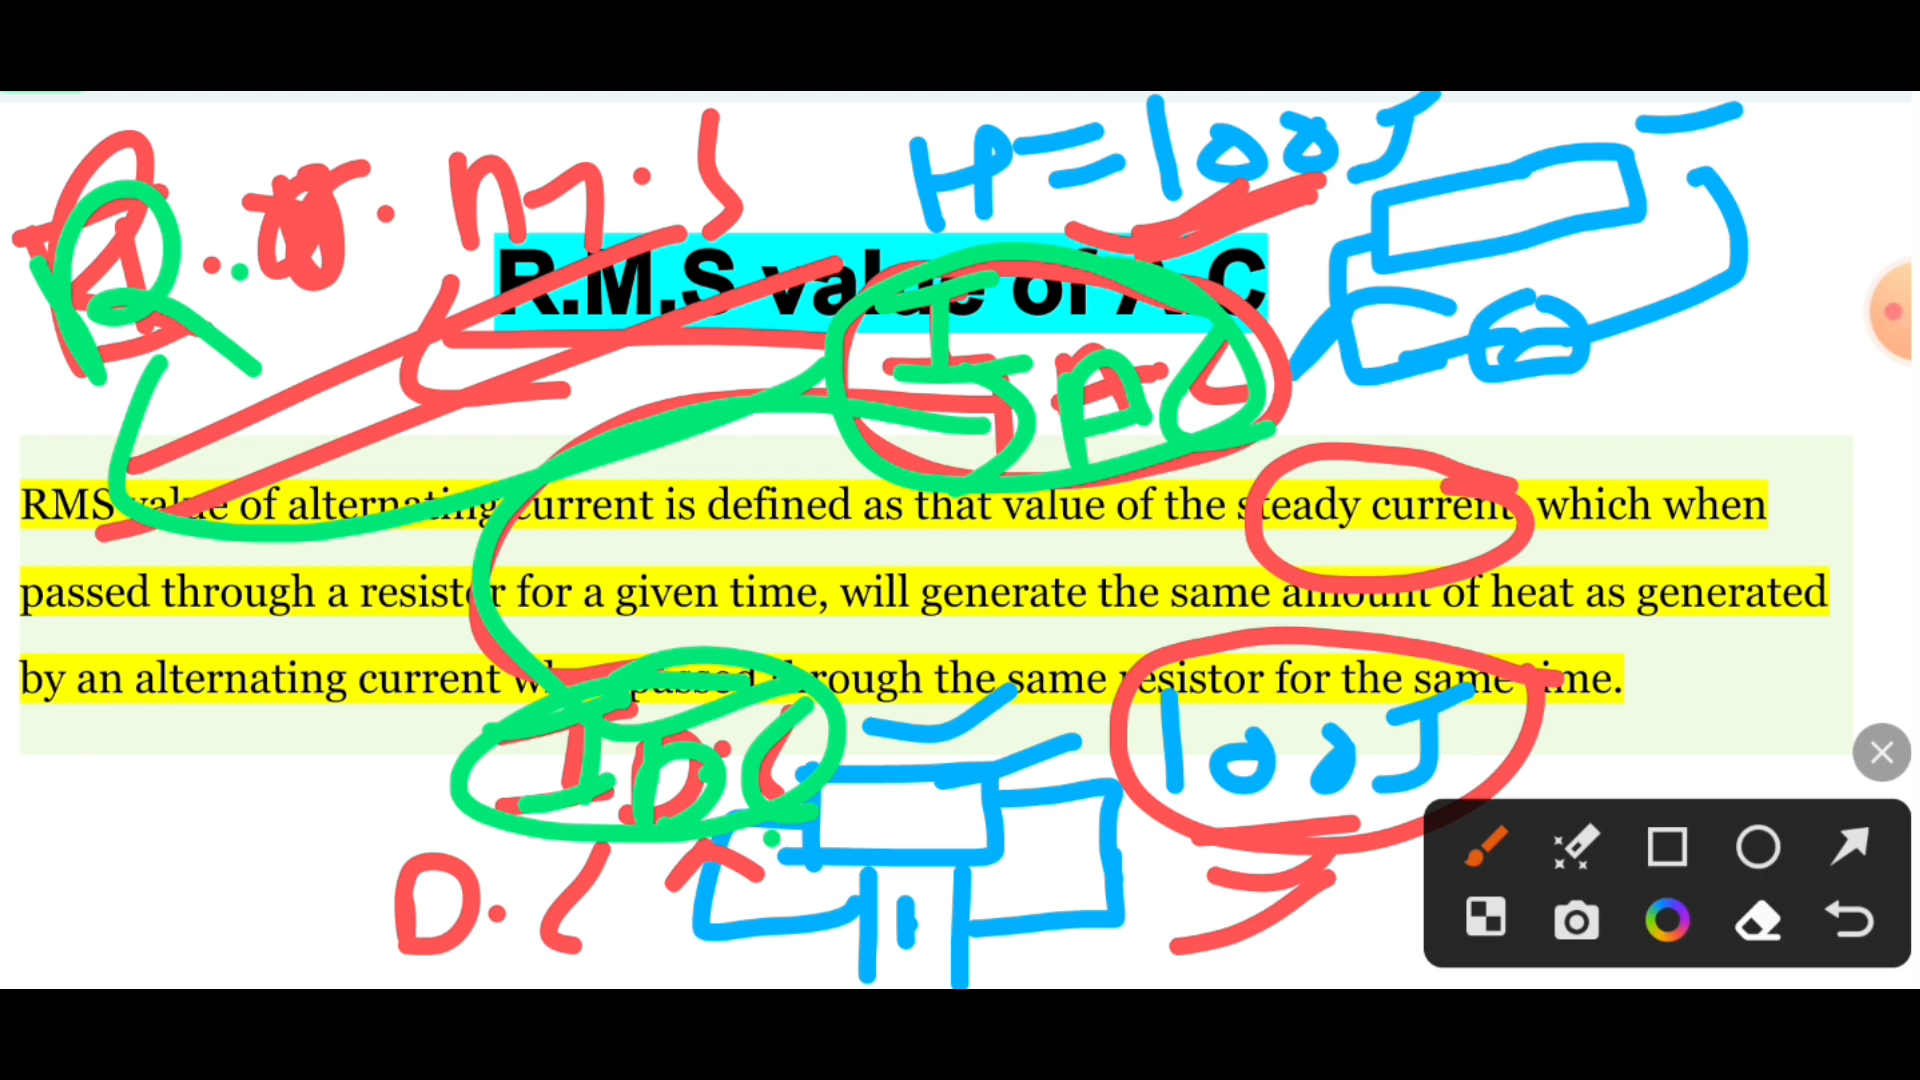 R.M.S
H=100J
R.M.S value of A.C
I AC
RMS value of alternating current is defined as that value of the steady current, which when
passed through a resistor for a given time, will generate the same amount of heat as generated
by an alternating current when passed through the same resistor for the same time.
I DC
100J
D.C